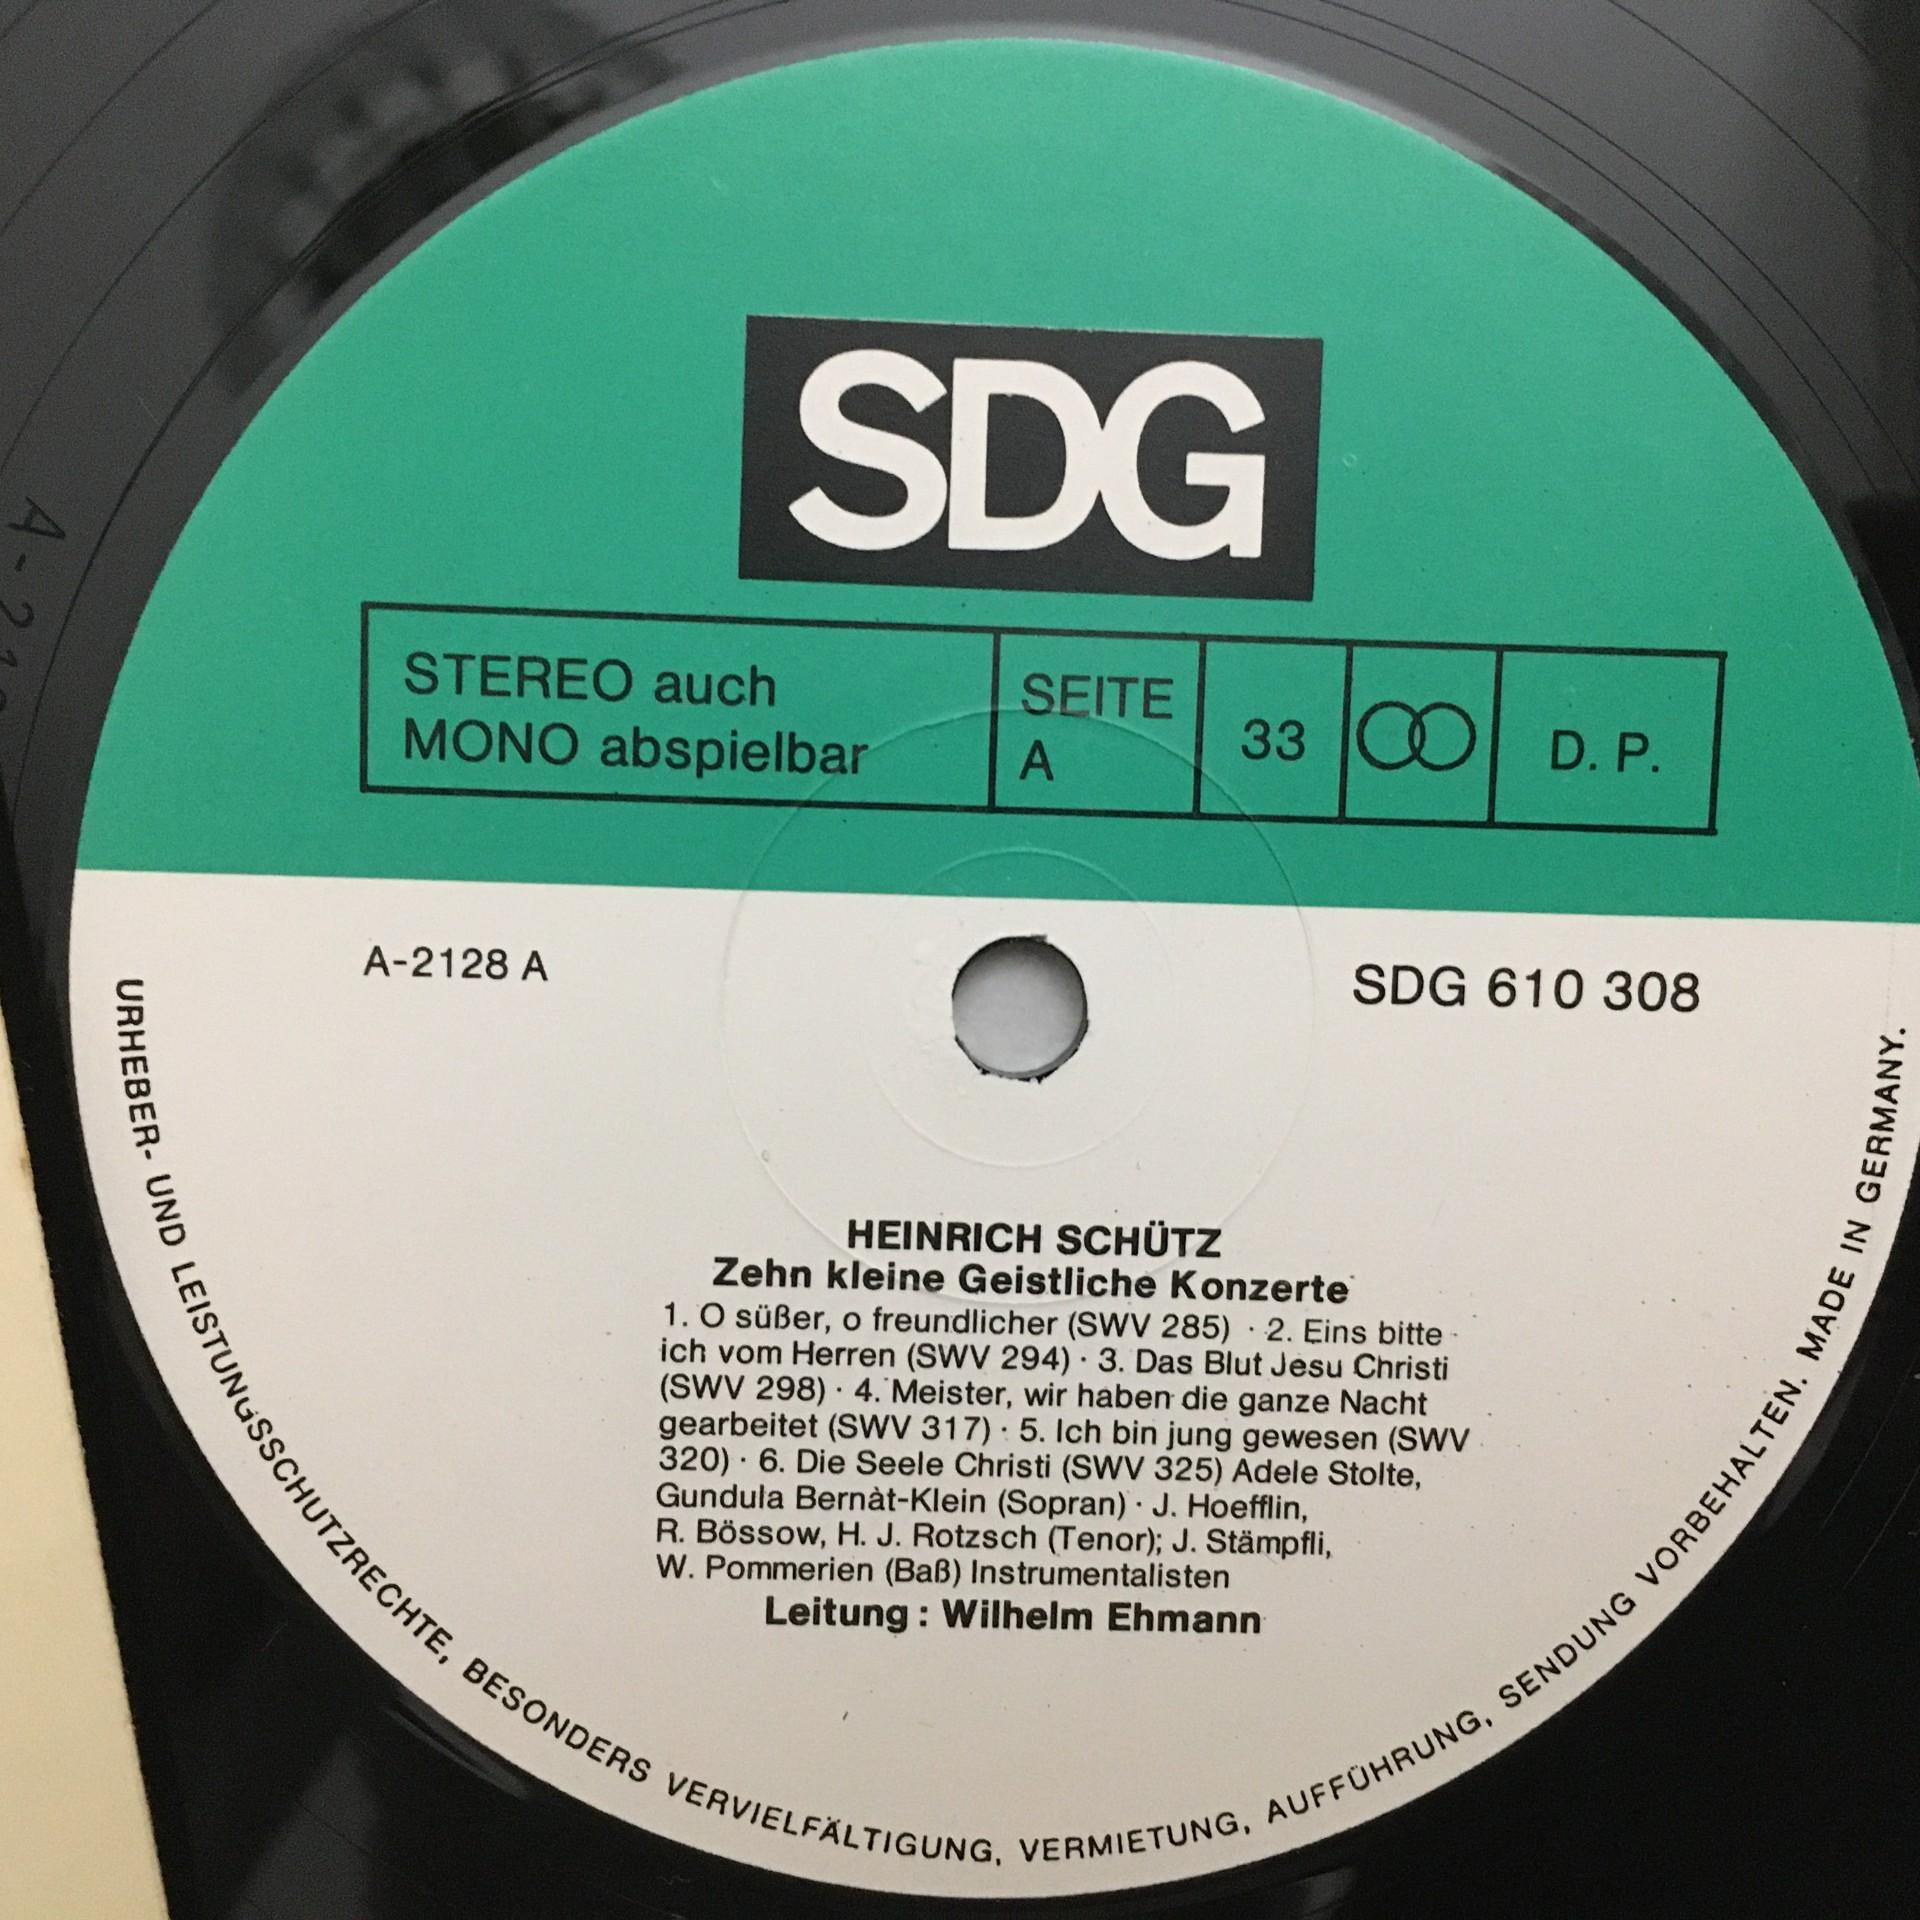 SDG
STEREO auch
MONO abspielbar
SEITE
A
33
D. P.
A-2128 A
SDG 610 308
HEINRICH SCHÜTZ
Zehn kleine Geistliche Konzerte
1. O süßer, o freundlicher (SWV 285) · 2. Eins bitte
ich vom Herren (SWV 294) · 3. Das Blut Jesu Christi
(SWV 298) · 4. Meister, wir haben die ganze Nacht
gearbeitet (SWV 317) · 5. Ich bin jung gewesen (SWV
320) · 6. Die Seele Christi (SWV 325) Adele Stolte,
Gundula Bernàt-Klein (Sopran) · J. Hoefflin,
R. Bössow, H. J. Rotzsch (Tenor); J. Stämpfli,
W. Pommerien (Baß) Instrumentalisten
Leitung : Wilhelm Ehmann
URHEBER- UND LEISTUNGSSCHUTZRECHTE, BESONDERS VERVIELFÄLTIGUNG, VERMIETUNG, AUFFÜHRUNG, SENDUNG VORBEHALTEN. MADE IN GERMANY.